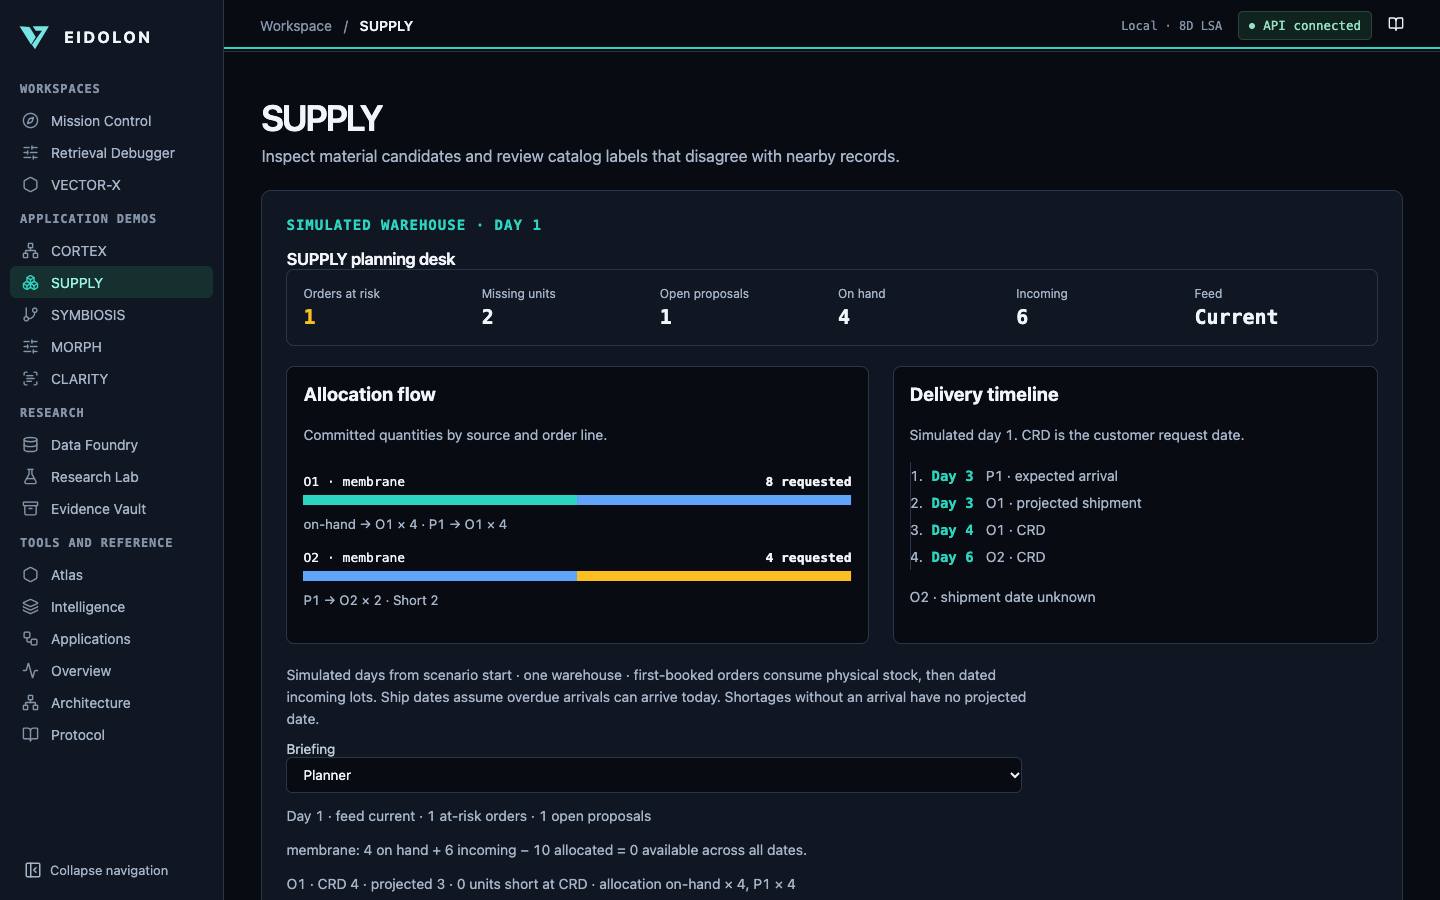 EIDOLON
WORKSPACES
Mission Control
Retrieval Debugger
VECTOR-X
APPLICATION DEMOS
CORTEX
SUPPLY
SYMBIOSIS
MORPH
CLARITY
RESEARCH
Data Foundry
Research Lab
Evidence Vault
TOOLS AND REFERENCE
Atlas
Intelligence
Applications
Overview
Architecture
Protocol
Collapse navigation
Workspace / SUPPLY
Local · 8D LSA
● API connected
SUPPLY
Inspect material candidates and review catalog labels that disagree with nearby records.
SIMULATED WAREHOUSE · DAY 1
SUPPLY planning desk
Orders at risk
1
Missing units
2
Open proposals
1
On hand
4
Incoming
6
Feed
Current
Allocation flow
Committed quantities by source and order line.
O1 · membrane 8 requested
on-hand → O1 × 4 · P1 → O1 × 4
O2 · membrane 4 requested
P1 → O2 × 2 · Short 2
Delivery timeline
Simulated day 1. CRD is the customer request date.
1. Day 3 P1 · expected arrival
2. Day 3 O1 · projected shipment
3. Day 4 O1 · CRD
4. Day 6 O2 · CRD
O2 · shipment date unknown
Simulated days from scenario start · one warehouse · first-booked orders consume physical stock, then dated
incoming lots. Ship dates assume overdue arrivals can arrive today. Shortages without an arrival have no projected
date.
Briefing
Planner
Day 1 · feed current · 1 at-risk orders · 1 open proposals
membrane: 4 on hand + 6 incoming − 10 allocated = 0 available across all dates.
O1 · CRD 4 · projected 3 · 0 units short at CRD · allocation on-hand × 4, P1 × 4